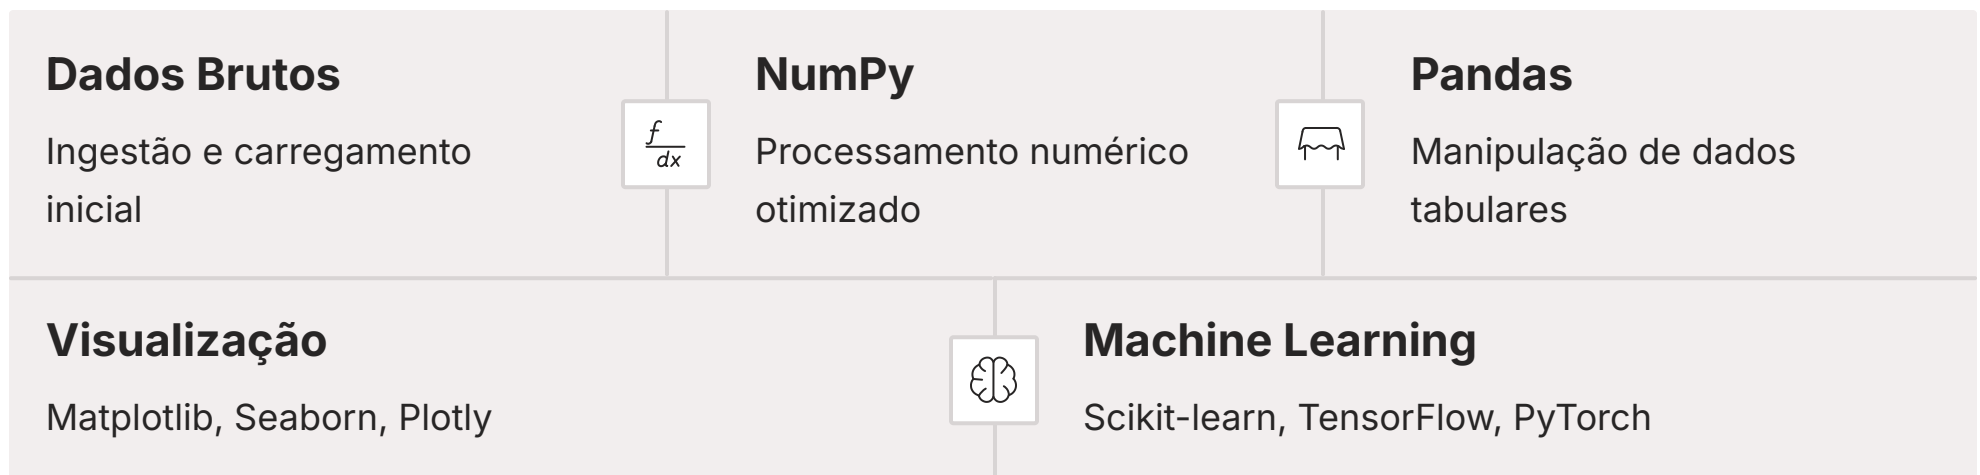 Dados Brutos
Ingestão e carregamento
inicial
f
dx
NumPy
Processamento numérico
otimizado
Pandas
Manipulação de dados
tabulares
Visualização
Matplotlib, Seaborn, Plotly
Machine Learning
Scikit-learn, TensorFlow, PyTorch